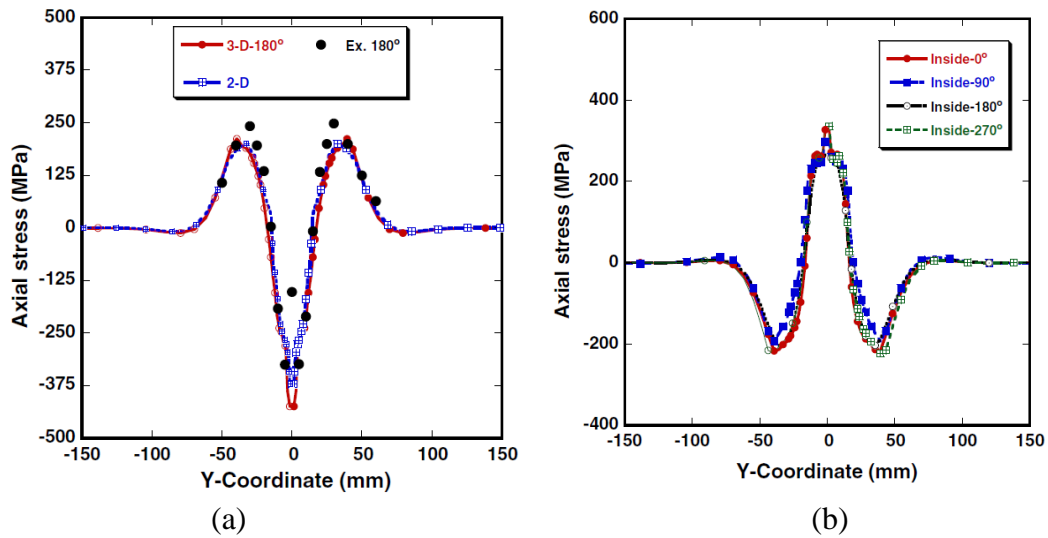 500
375
250
125
0
-125
-250
-375
-500
Axial stress (MPa)
3-D-180°
Ex. 180°
2-D
-150 -100 -50 0 50 100 150
Y-Coordinate (mm)
(a)
600
400
200
0
-200
-400
Axial stress (MPa)
Inside-0°
Inside-90°
Inside-180°
Inside-270°
-150 -100 -50 0 50 100 150
Y-Coordinate (mm)
(b)